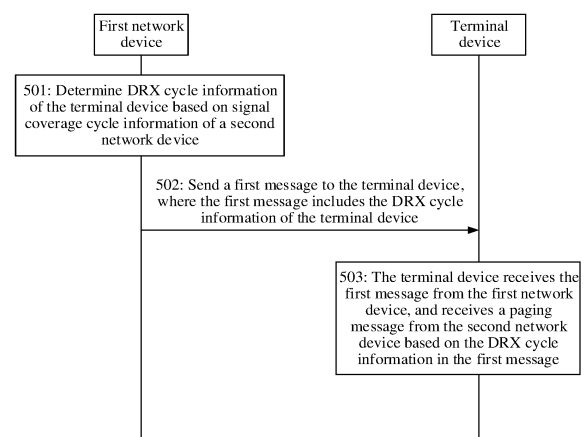 First network
device
Terminal
device
501: Determine DRX cycle information
of the terminal device based on signal
coverage cycle information of a second
network device
502: Send a first message to the terminal device,
where the first message includes the DRX cycle
information of the terminal device
503: The terminal device receives the
first message from the first network
device, and receives a paging
message from the second network
device based on the DRX cycle
information in the first message